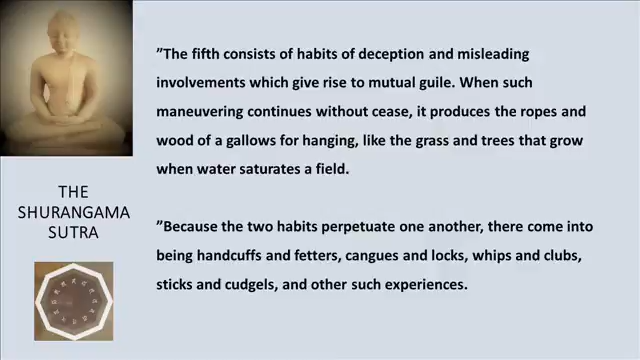 ”The fifth consists of habits of deception and misleading
involvements which give rise to mutual guile. When such
maneuvering continues without cease, it produces the ropes and
wood of a gallows for hanging, like the grass and trees that grow
when water saturates a field.
”Because the two habits perpetuate one another, there come into
being handcuffs and fetters, cangues and locks, whips and clubs,
sticks and cudgels, and other such experiences.
THE
SHURANGAMA
SUTRA